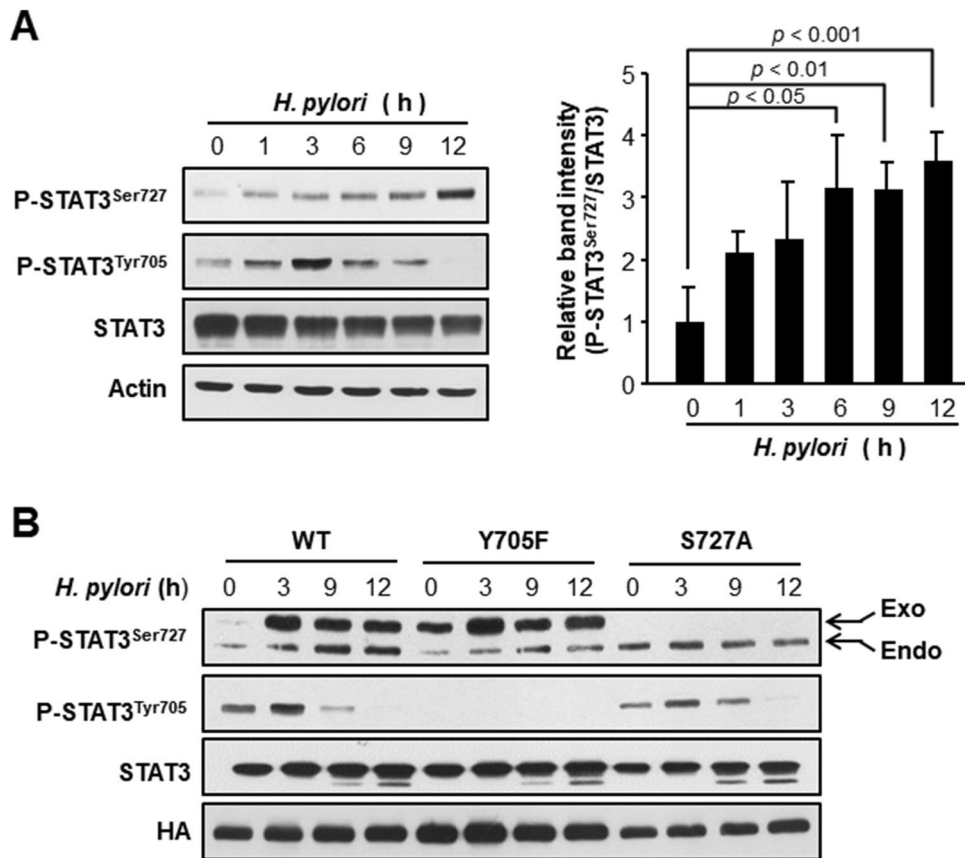 A
H. pylori ( h )
0 1 3 6 9 12
P-STAT3Ser727
P-STAT3Tyr705
STAT3
Actin
p < 0.001
p < 0.01
p < 0.05
Relative band intensity
(P-STAT3Ser727/STAT3)
5
4
3
2
1
0
0 1 3 6 9 12
H. pylori ( h )
B
WT Y705F S727A
H. pylori (h) 0 3 9 12 0 3 9 12 0 3 9 12
P-STAT3Ser727
Exo
Endo
P-STAT3Tyr705
STAT3
HA